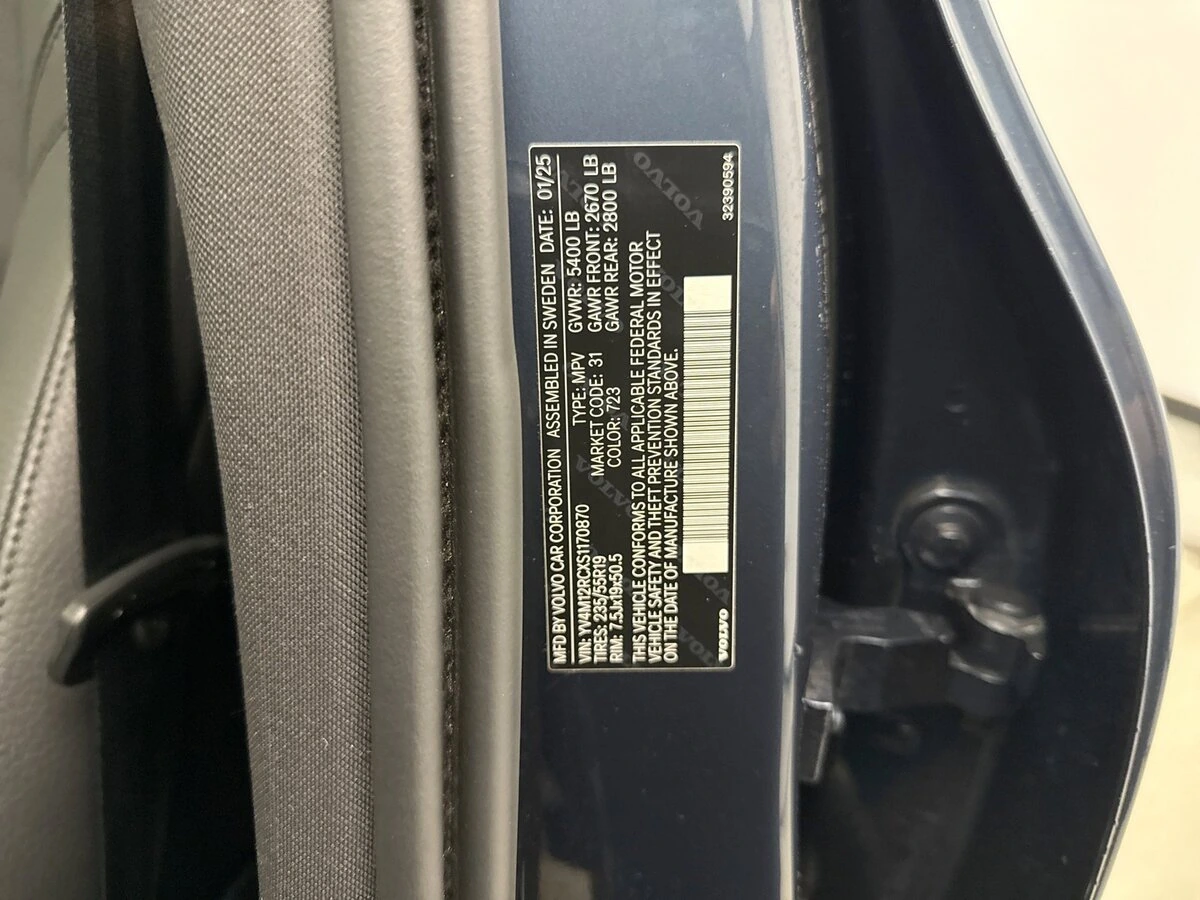 MFD BY VOLVO CAR CORPORATION ASSEMBLED IN SWEDEN DATE: 01/25
VIN: YV4AM12RCXS1170870 TYPE: MPV GVWR: 5400 LB
TIRES: 235/55R19 MARKET CODE: 31 GAWR FRONT: 2670 LB
RIM: 7.5Jx19x50.5 COLOR: 723 GAWR REAR: 2800 LB
THIS VEHICLE CONFORMS TO ALL APPLICABLE FEDERAL MOTOR
VEHICLE SAFETY AND THEFT PREVENTION STANDARDS IN EFFECT
ON THE DATE OF MANUFACTURE SHOWN ABOVE.
VOLVO 32390594